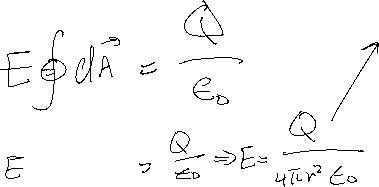 E∮dA⃗ = Q/ε₀
E = Q/ε₀ ⇒ E = Q/4πr²ε₀